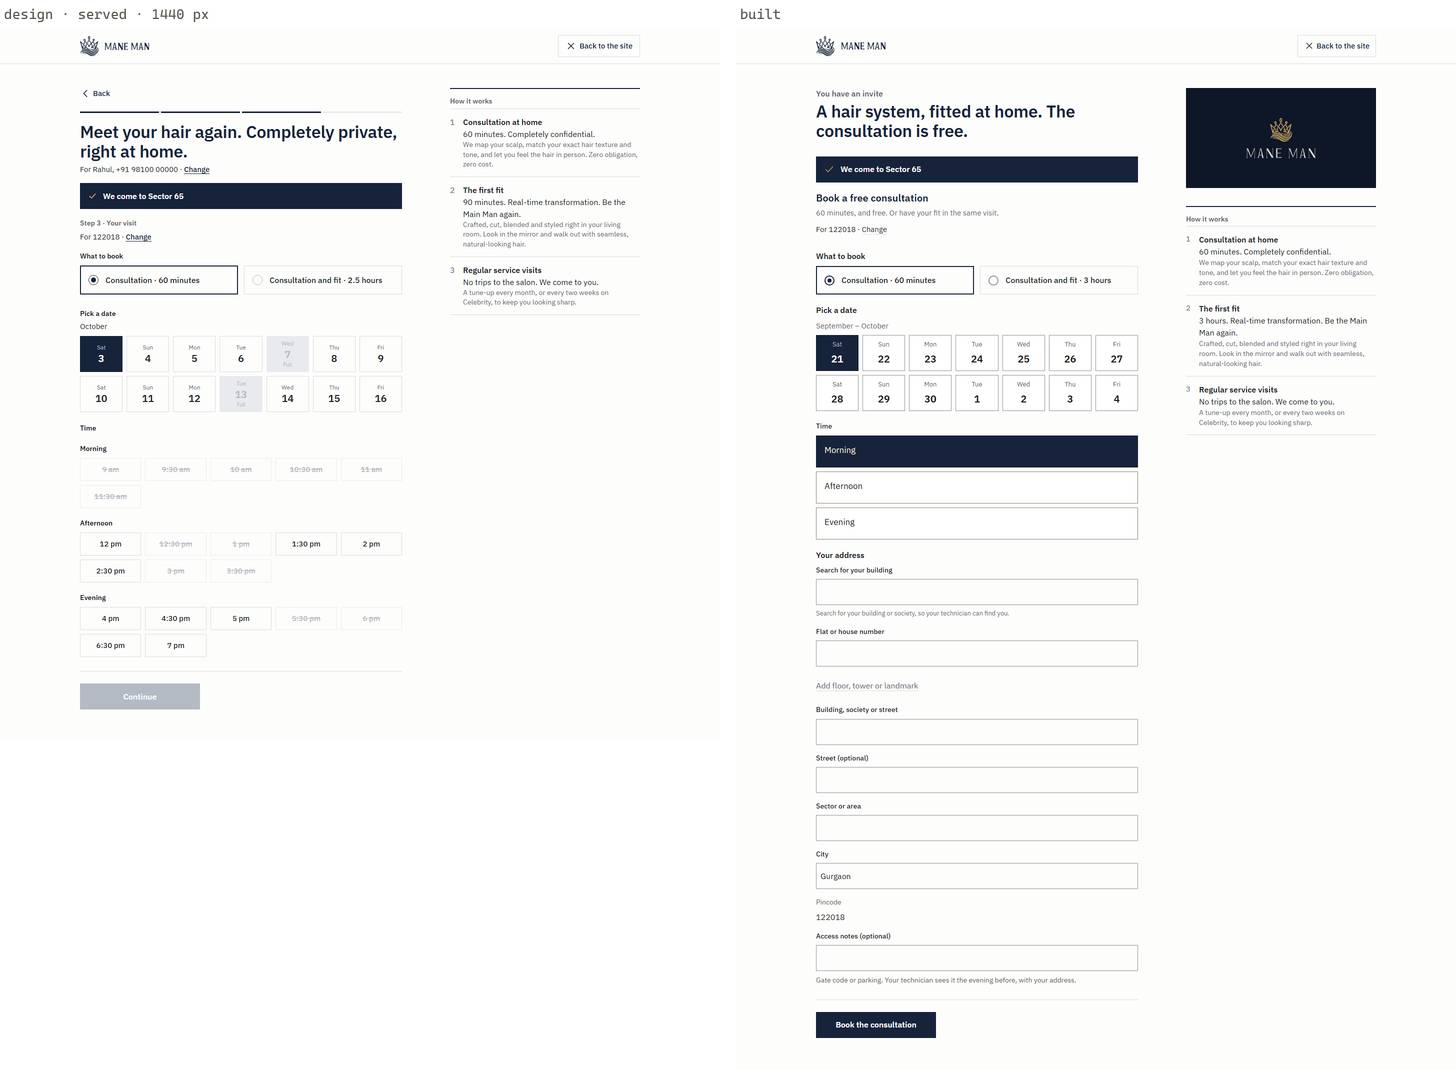 design · served · 1440 px
MANE MAN
Back to the site
Back
Meet your hair again. Completely private,
right at home.
For Rahul, +91 98100 00000 · Change
We come to Sector 65
Step 3 · Your visit
For 122018 · Change
What to book
Consultation · 60 minutes
Consultation and fit · 2.5 hours
Pick a date
October
Sat Sun Mon Tue Wed Thu Fri
3 4 5 6 7 8 9
Full
Sat Sun Mon Tue Wed Thu Fri
10 11 12 13 14 15 16
Full
Time
Morning
9 am 9:30 am 10 am 10:30 am 11 am
11:30 am
Afternoon
12 pm 12:30 pm 1 pm 1:30 pm 2 pm
2:30 pm 3 pm 3:30 pm
Evening
4 pm 4:30 pm 5 pm 5:30 pm 6 pm
6:30 pm 7 pm
Continue
How it works
1 Consultation at home
60 minutes. Completely confidential.
We map your scalp, match your exact hair texture and
tone, and let you feel the hair in person. Zero obligation,
zero cost.
2 The first fit
90 minutes. Real-time transformation. Be the
Main Man again.
Crafted, cut, blended and styled right in your living
room. Look in the mirror and walk out with seamless,
natural-looking hair.
3 Regular service visits
No trips to the salon. We come to you.
A tune-up every month, or every two weeks on
Celebrity, to keep you looking sharp.
built
MANE MAN
Back to the site
You have an invite
A hair system, fitted at home. The
consultation is free.
We come to Sector 65
Book a free consultation
60 minutes, and free. Or have your fit in the same visit.
For 122018 · Change
What to book
Consultation · 60 minutes
Consultation and fit · 3 hours
Pick a date
September – October
Sat Sun Mon Tue Wed Thu Fri
21 22 23 24 25 26 27
Sat Sun Mon Tue Wed Thu Fri
28 29 30 1 2 3 4
Time
Morning
Afternoon
Evening
Your address
Search for your building
Search for your building or society, so your technician can find you.
Flat or house number
Add floor, tower or landmark
Building, society or street
Street (optional)
Sector or area
City
Gurgaon
Pincode
122018
Access notes (optional)
Gate code or parking. Your technician sees it the evening before, with your address.
Book the consultation
MANE MAN
How it works
1 Consultation at home
60 minutes. Completely confidential.
We map your scalp, match your exact hair texture and
tone, and let you feel the hair in person. Zero obligation,
zero cost.
2 The first fit
3 hours. Real-time transformation. Be the Main
Man again.
Crafted, cut, blended and styled right in your living
room. Look in the mirror and walk out with seamless,
natural-looking hair.
3 Regular service visits
No trips to the salon. We come to you.
A tune-up every month, or every two weeks on
Celebrity, to keep you looking sharp.